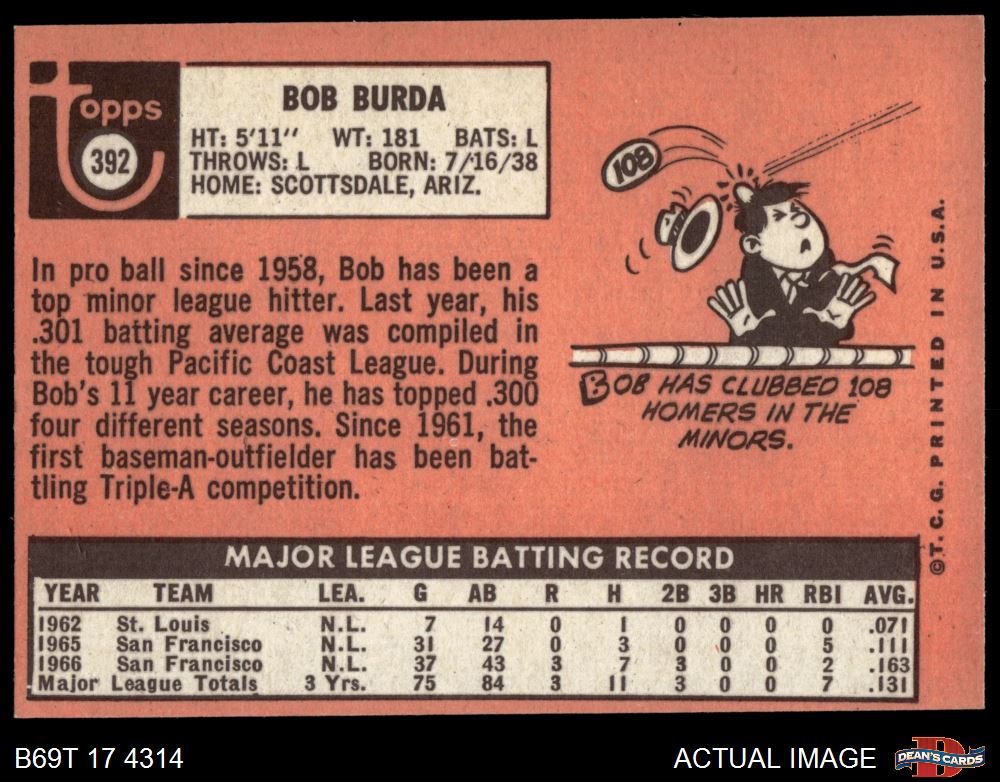 topps
392
BOB BURDA
HT: 5'11" WT: 181 BATS: L
THROWS: L BORN: 7/16/38
HOME: SCOTTSDALE, ARIZ.
In pro ball since 1958, Bob has been a
top minor league hitter. Last year, his
.301 batting average was compiled in
the tough Pacific Coast League. During
Bob's 11 year career, he has topped .300
four different seasons. Since 1961, the
first baseman-outfielder has been bat-
tling Triple-A competition.
108
BOB HAS CLUBBED 108
HOMERS IN THE
MINORS.
©T. C. G. PRINTED IN U.S.A.
MAJOR LEAGUE BATTING RECORD
YEAR TEAM LEA. G AB R H 2B 3B HR RBI AVG.
1962 St. Louis N.L. 7 14 0 1 0 0 0 0 .071
1965 San Francisco N.L. 31 27 0 3 0 0 0 5 .111
1966 San Francisco N.L. 37 43 3 7 3 0 0 2 .163
Major League Totals 3 Yrs. 75 84 3 11 3 0 0 7 .131
B69T 17 4314
ACTUAL IMAGE
D
DEAN'S CARDS